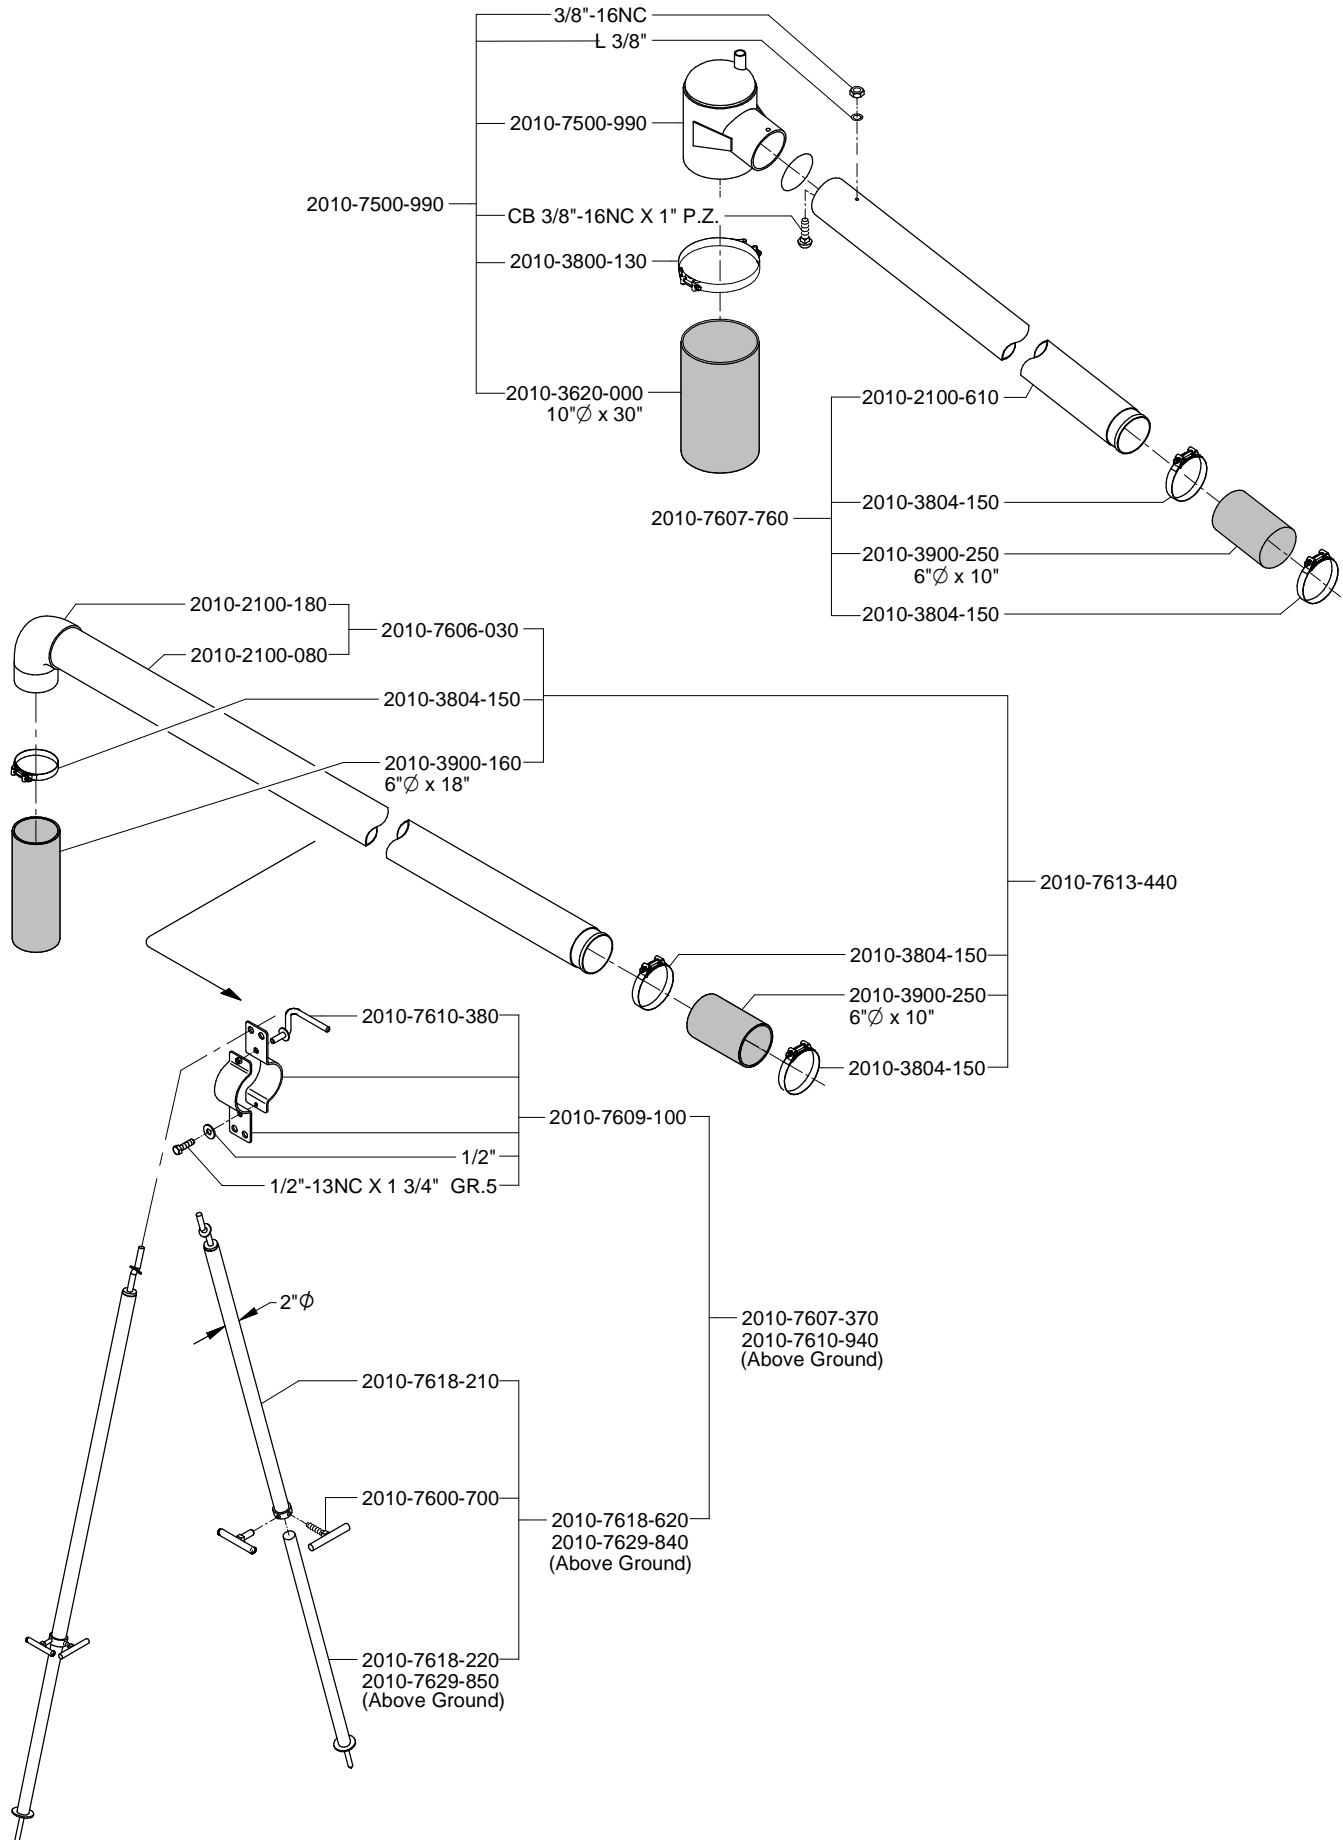 3/8"-16NC
L 3/8"
2010-7500-990
2010-7500-990
CB 3/8"-16NC X 1" P.Z.
2010-3800-130
2010-3620-000
10"Ø x 30"
2010-2100-610
2010-3804-150
2010-7607-760
2010-3900-250
6"Ø x 10"
2010-3804-150
2010-2100-180
2010-7606-030
2010-2100-080
2010-3804-150
2010-3900-160
6"Ø x 18"
2010-7613-440
2010-3804-150
2010-3900-250
6"Ø x 10"
2010-3804-150
2010-7610-380
2010-7609-100
1/2"
1/2"-13NC X 1 3/4" GR.5
2"Ø
2010-7607-370
2010-7610-940
(Above Ground)
2010-7618-210
2010-7600-700
2010-7618-620
2010-7629-840
(Above Ground)
2010-7618-220
2010-7629-850
(Above Ground)